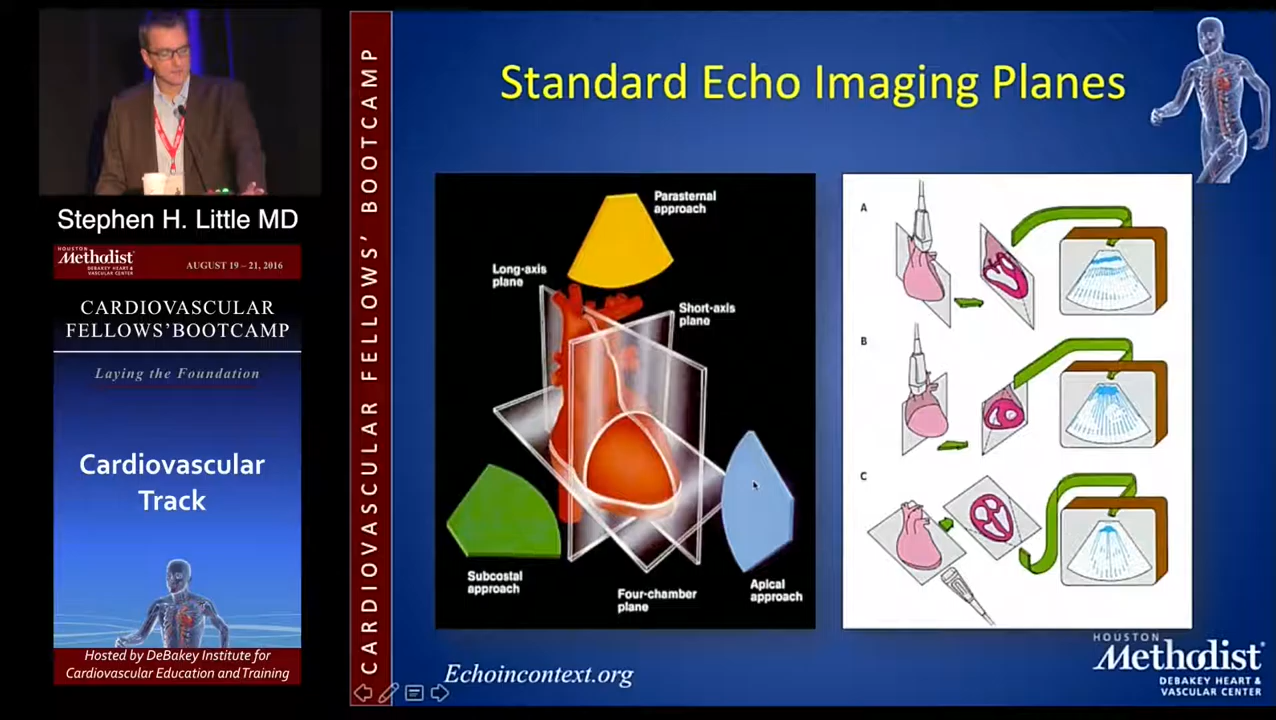 Stephen H. Little MD
HOUSTON
Methodist
DEBAKEY HEART &
VASCULAR CENTER
AUGUST 19 – 21, 2016
CARDIOVASCULAR
FELLOWS'BOOTCAMP
Laying the Foundation
Cardiovascular
Track
Hosted by DeBakey Institute for
Cardiovascular Education and Training
CARDIOVASCULAR FELLOWS' BOOTCAMP
Standard Echo Imaging Planes
Parasternal
approach
Long-axis
plane
Short-axis
plane
Subcostal
approach
Four-chamber
plane
Apical
approach
A
B
C
Echoincontext.org
HOUSTON
Methodist
DEBAKEY HEART &
VASCULAR CENTER